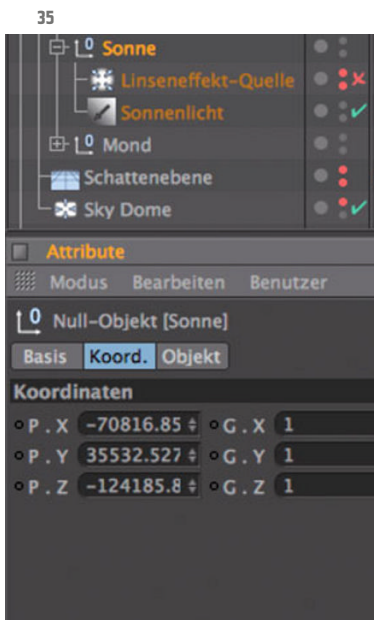 35
Sonne
Linseneffekt-Quelle
Sonnenlicht
Mond
Schattenebene
Sky Dome
Attribute
Modus Bearbeiten Benutzer
Null-Objekt [Sonne]
Basis Koord. Objekt
Koordinaten
P . X -70816.85 G . X 1
P . Y 35532.527 G . Y 1
P . Z -124185.8 G . Z 1